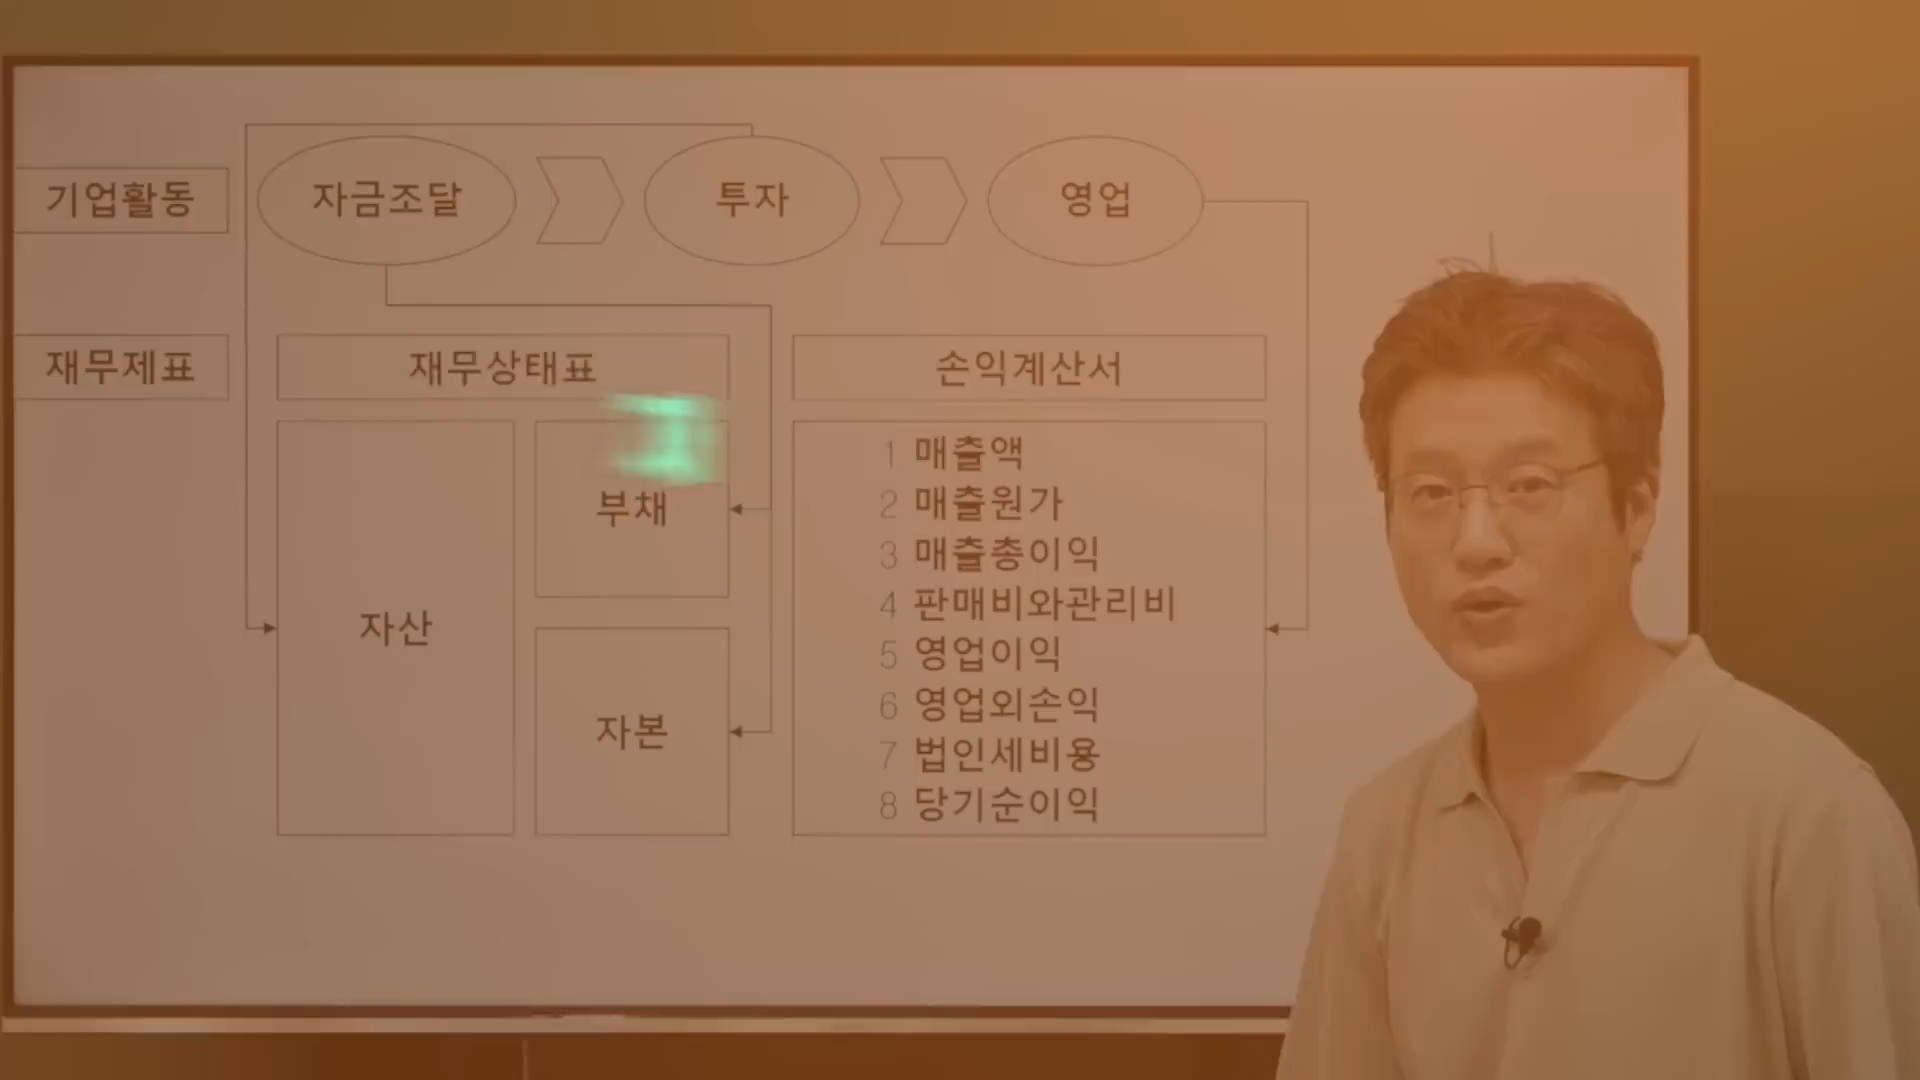 기업활동
자금조달
투자
영업
재무제표
재무상태표
손익계산서
자산
부채
자본
1 매출액
2 매출원가
3 매출총이익
4 판매비와관리비
5 영업이익
6 영업외손익
7 법인세비용
8 당기순이익